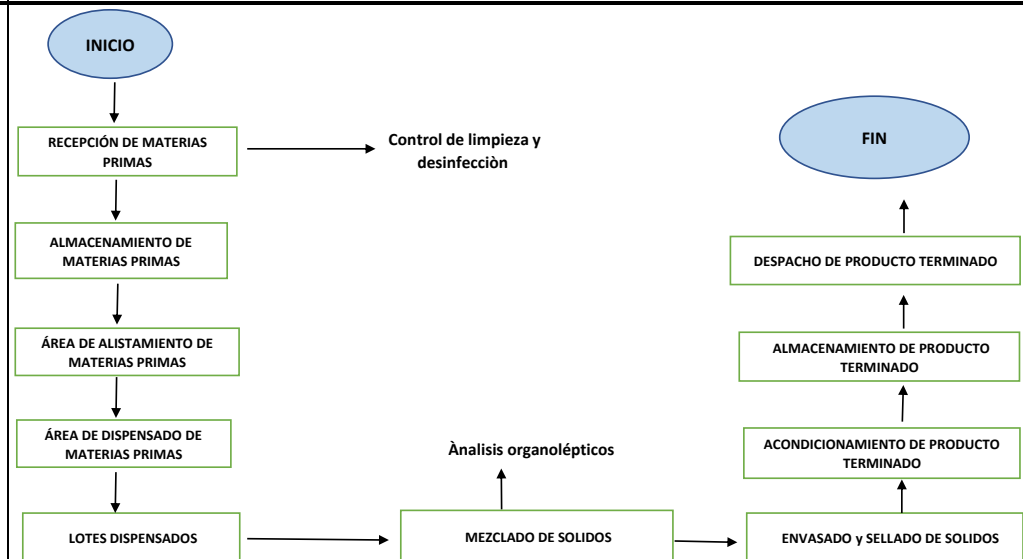 INICIO
RECEPCIÓN DE MATERIAS
PRIMAS
Control de limpieza y
desinfecciòn
ALMACENAMIENTO DE
MATERIAS PRIMAS
ÁREA DE ALISTAMIENTO DE
MATERIAS PRIMAS
ÁREA DE DISPENSADO DE
MATERIAS PRIMAS
LOTES DISPENSADOS
Ànalisis organolépticos
MEZCLADO DE SOLIDOS
ENVASADO y SELLADO DE SOLIDOS
ACONDICIONAMIENTO DE PRODUCTO
TERMINADO
ALMACENAMIENTO DE PRODUCTO
TERMINADO
DESPACHO DE PRODUCTO TERMINADO
FIN